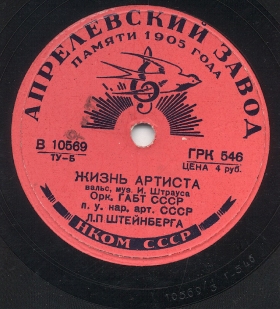 АПРЕЛЕВСКИЙ ЗАВОД
ПАМЯТИ 1905 ГОДА
В 10569
ТУ-Б
ГРК 546
ЦЕНА 4 руб.
ЖИЗНЬ АРТИСТА
вальс, муз. И. Штрауса
Орк. ГАБТ СССР
п. у. нар. арт. СССР
Л.П ШТЕЙНБЕРГА
НКОМ СССР